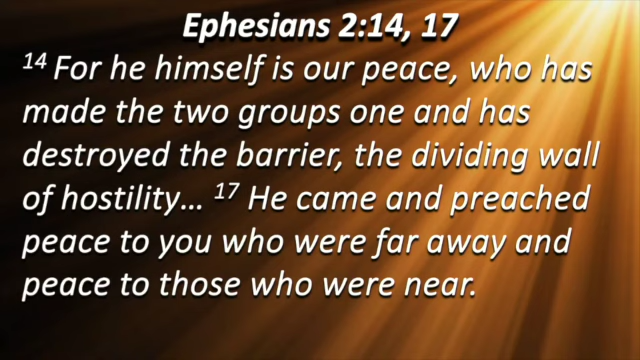 Ephesians 2:14, 17
14 For he himself is our peace, who has
made the two groups one and has
destroyed the barrier, the dividing wall
of hostility… 17 He came and preached
peace to you who were far away and
peace to those who were near.